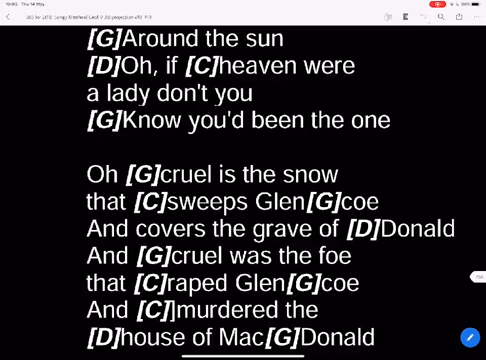 [G]Around the sun
[D]Oh, if [C]heaven were
a lady don't you
[G]Know you'd been the one
Oh [G]cruel is the snow
that [C]sweeps Glen[G]coe
And covers the grave of [D]Donald
And [G]cruel was the foe
that [C]raped Glen[G]coe
And [C]]murdered the
[D]house of Mac[G]Donald